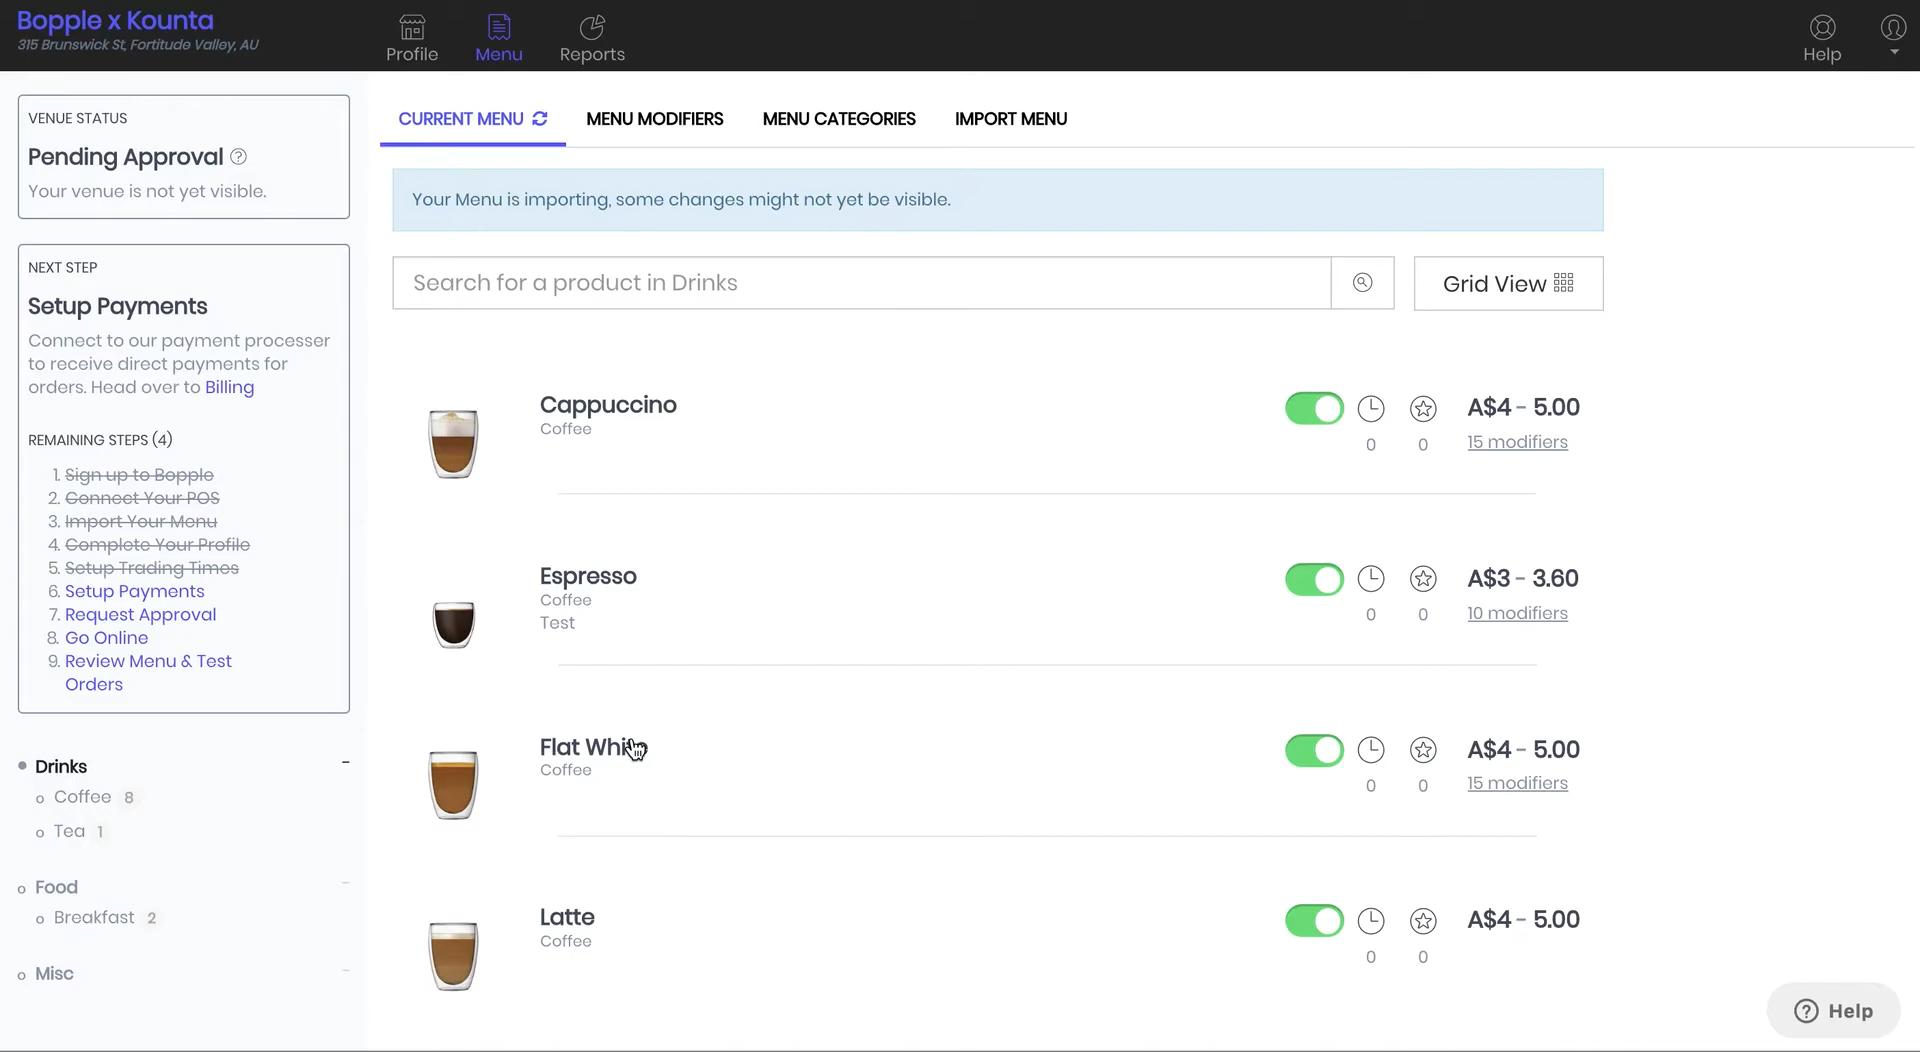 Bopple x Kounta
315 Brunswick St, Fortitude Valley, AU
Profile
Menu
Reports
Help
VENUE STATUS
Pending Approval
Your venue is not yet visible.
NEXT STEP
Setup Payments
Connect to our payment processer
to receive direct payments for
orders. Head over to Billing
REMAINING STEPS (4)
1. Sign up to Bopple
2. Connect Your POS
3. Import Your Menu
4. Complete Your Profile
5. Setup Trading Times
6. Setup Payments
7. Request Approval
8. Go Online
9. Review Menu & Test
Orders
Drinks
Coffee 8
Tea 1
Food
Breakfast 2
Misc
CURRENT MENU
MENU MODIFIERS
MENU CATEGORIES
IMPORT MENU
Your Menu is importing, some changes might not yet be visible.
Search for a product in Drinks
Grid View
Cappuccino
Coffee
0
0
A$4 - 5.00
15 modifiers
Espresso
Coffee
Test
0
0
A$3 - 3.60
10 modifiers
Flat
Coffee
0
0
A$4 - 5.00
15 modifiers
Latte
Coffee
0
0
A$4 - 5.00
Help